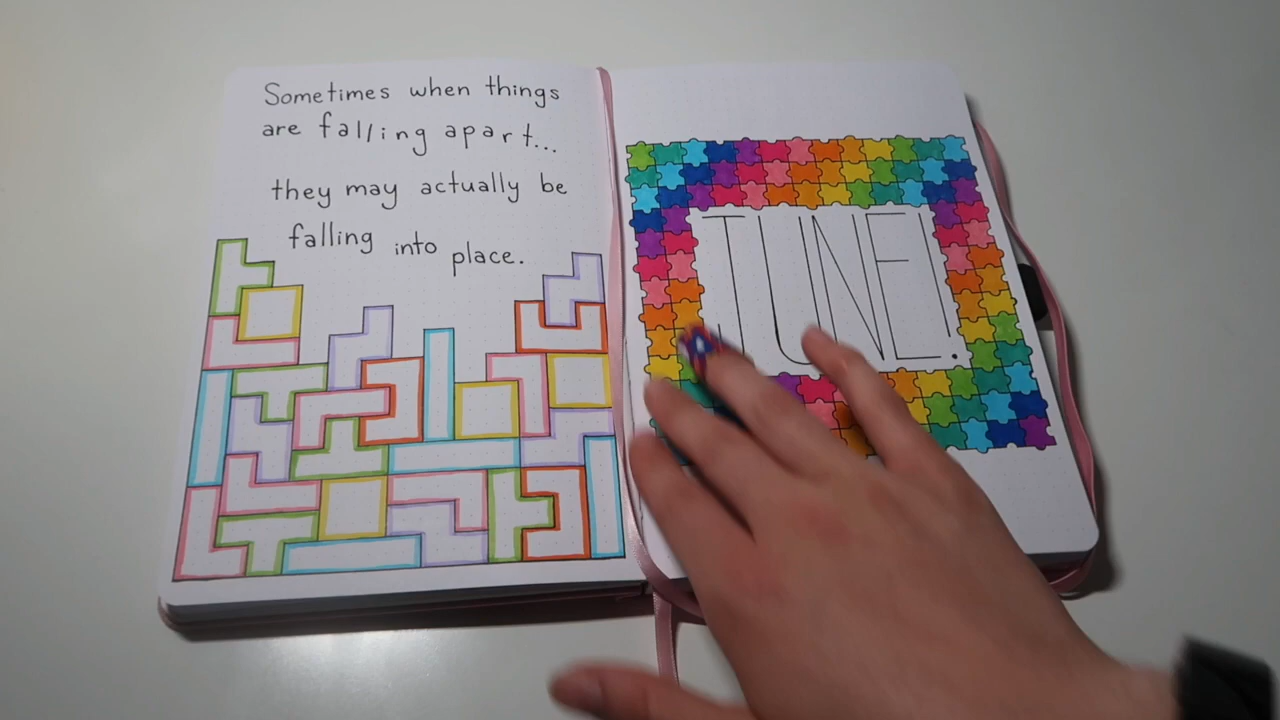 Sometimes when things
are falling apart...
they may actually be
falling into place.
JUNE!